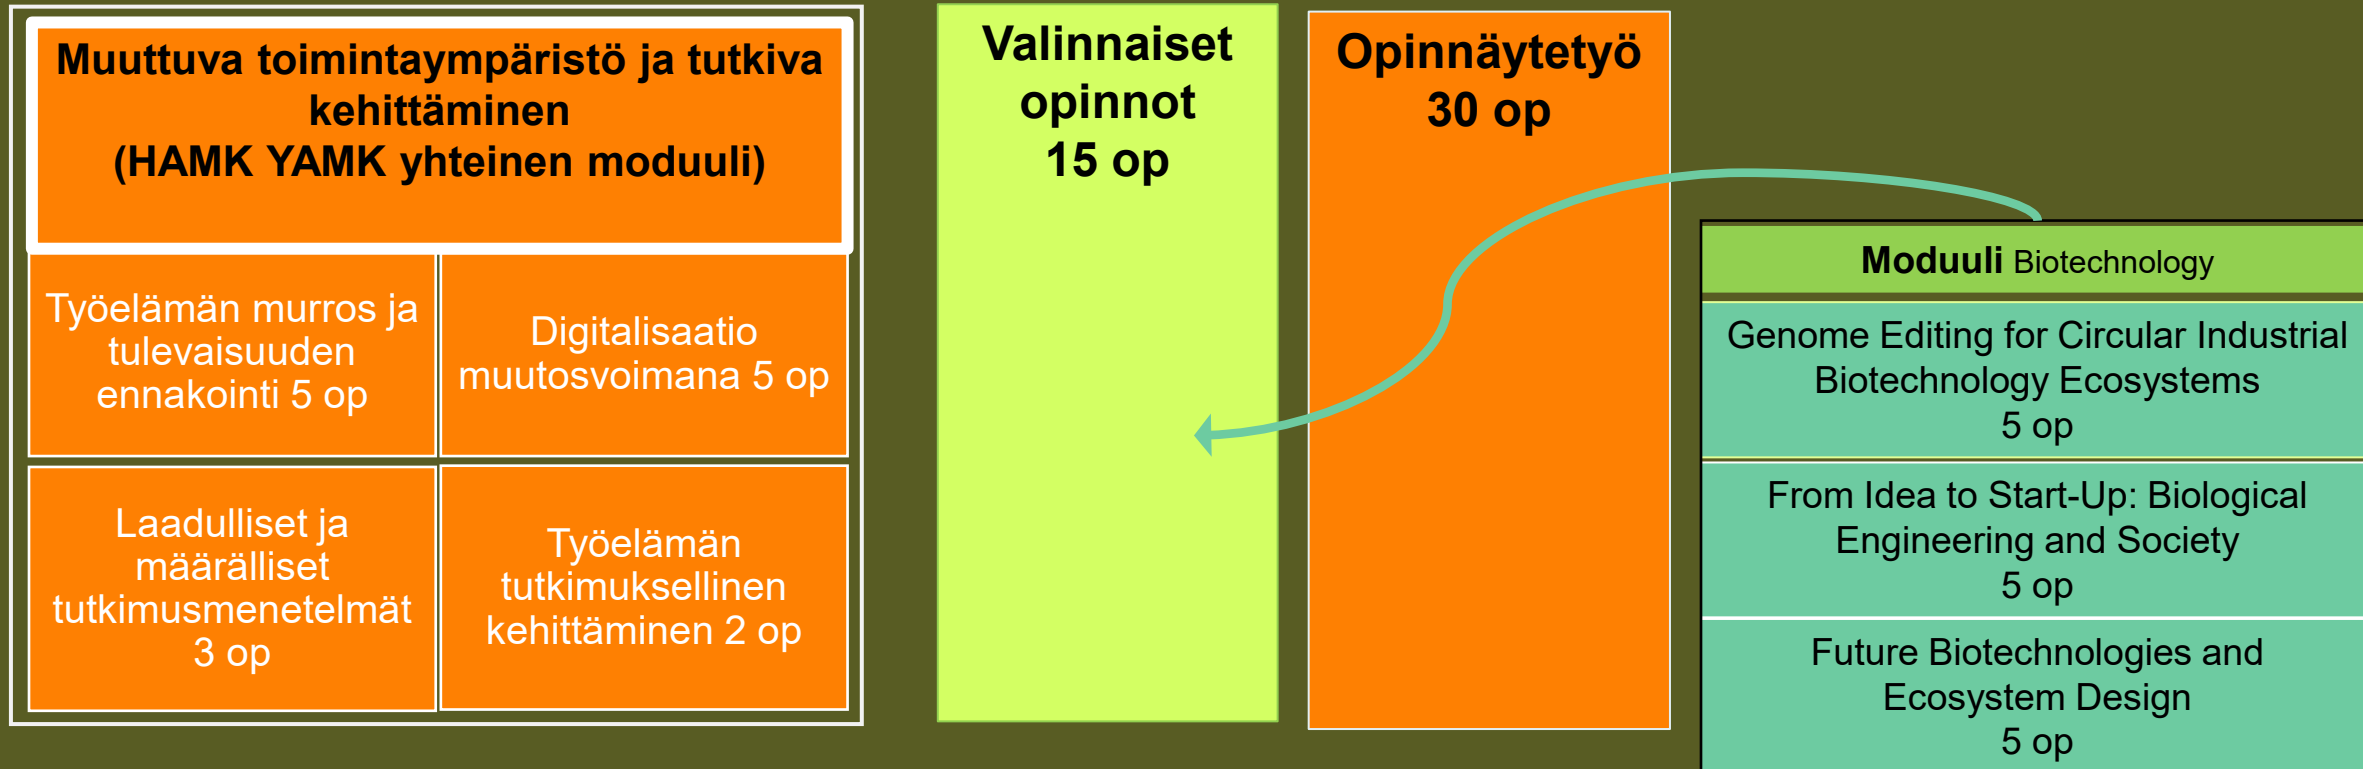 Muuttuva toimintaympäristö ja tutkiva
kehittäminen
(HAMK YAMK yhteinen moduuli)
Työelämän murros ja
tulevaisuuden
ennakointi 5 op
Digitalisaatio
muutosvoimana 5 op
Laadulliset ja
määrälliset
tutkimusmenetelmät
3 op
Työelämän
tutkimuksellinen
kehittäminen 2 op
Valinnaiset
opinnot
15 op
Opinnäytetyö
30 op
Moduuli Biotechnology
Genome Editing for Circular Industrial
Biotechnology Ecosystems
5 op
From Idea to Start-Up: Biological
Engineering and Society
5 op
Future Biotechnologies and
Ecosystem Design
5 op